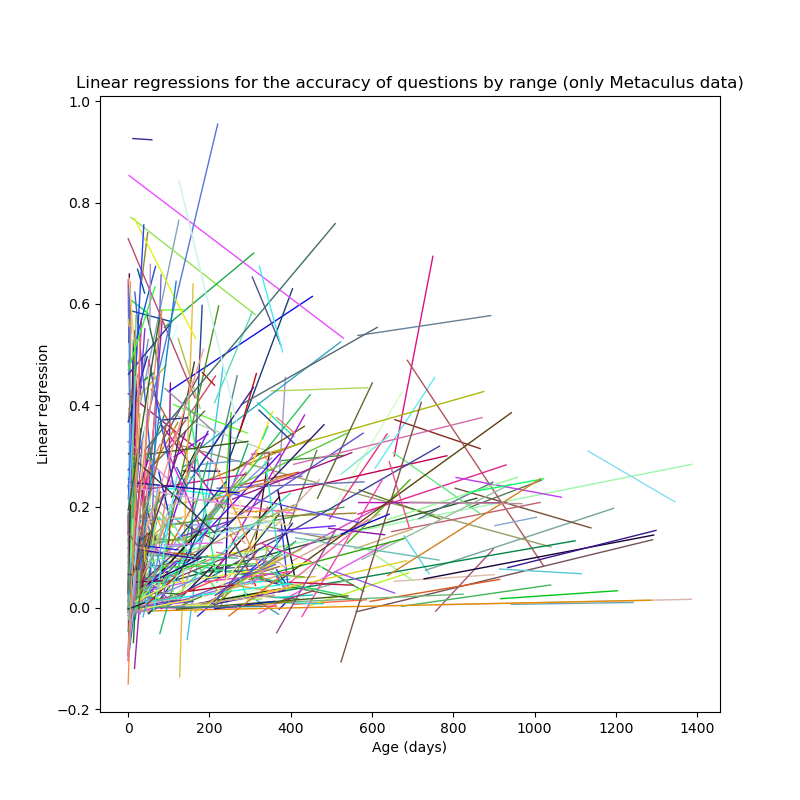 Linear regressions for the accuracy of questions by range (only Metaculus data)
1.0
0.8
0.6
0.4
0.2
0.0
−0.2
Linear regression
0 200 400 600 800 1000 1200 1400
Age (days)